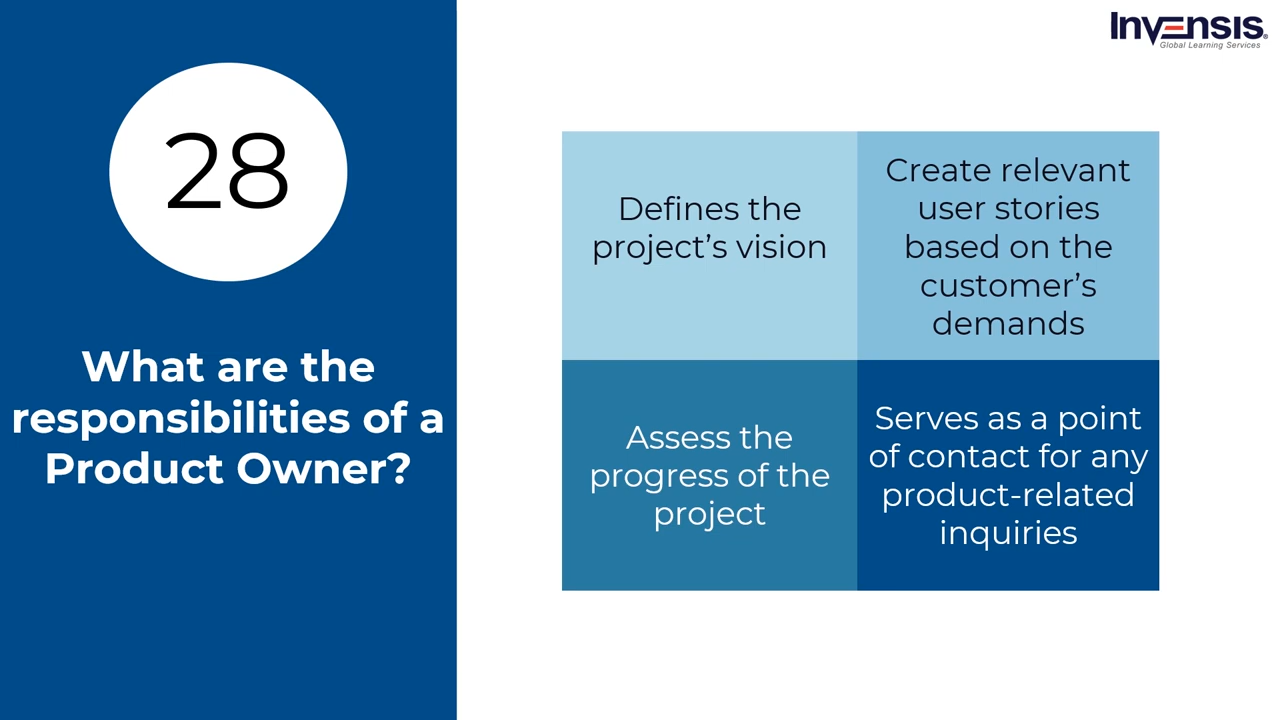 Invensis®
Global Learning Services
28
What are the
responsibilities of a
Product Owner?
Defines the
project’s vision
Create relevant
user stories
based on the
customer’s
demands
Assess the
progress of the
project
Serves as a point
of contact for any
product-related
inquiries